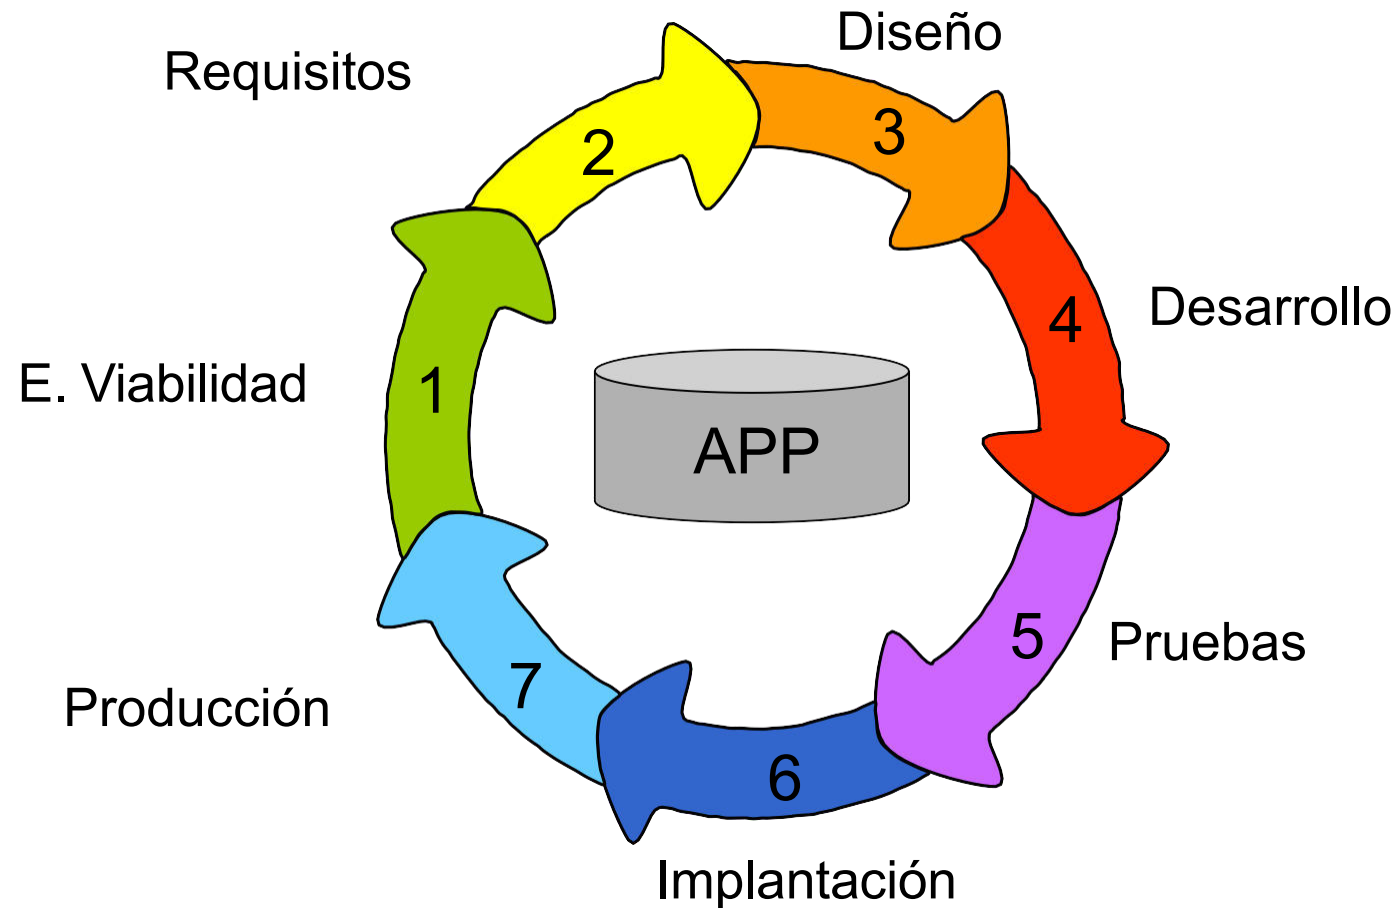 Diseño
Requisitos
2
3
4
Desarrollo
E. Viabilidad
1
APP
5
Pruebas
7
Producción
6
Implantación